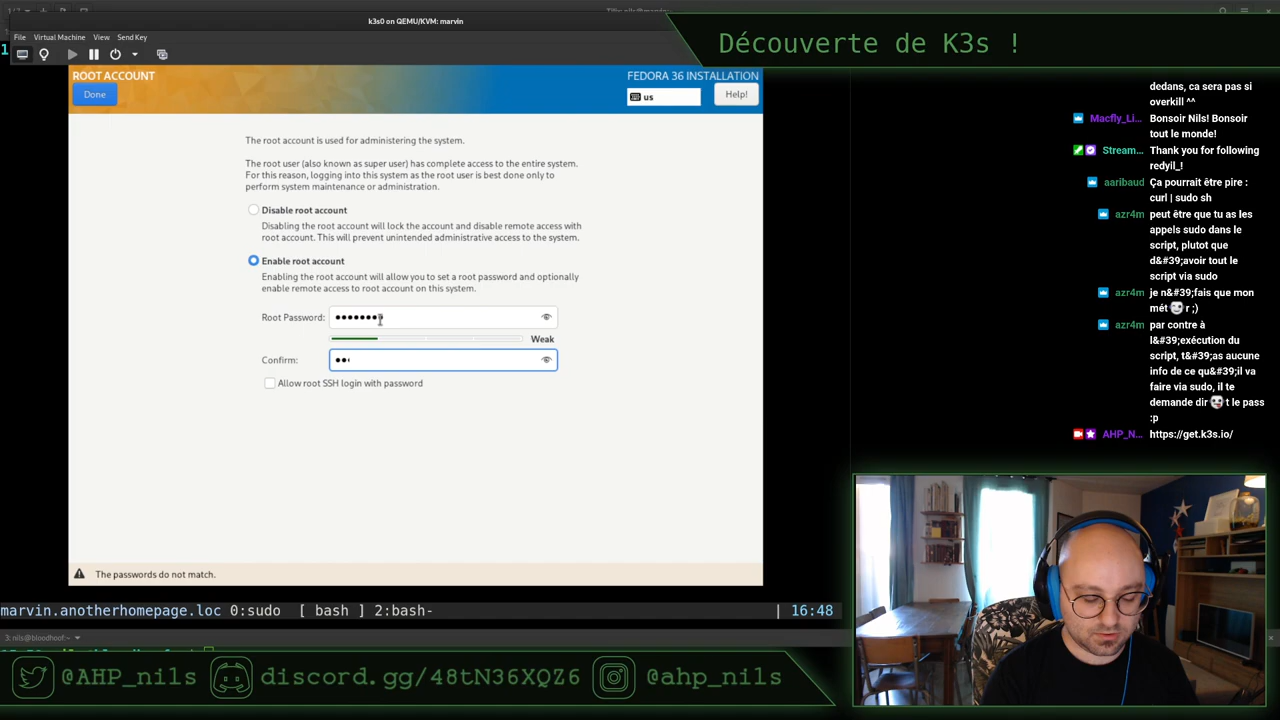 k3s0 on QEMU/KVM: marvin
File Virtual Machine View Send Key
Découverte de K3s !
ROOT ACCOUNT
Done
FEDORA 36 INSTALLATION
us
Help!
The root account is used for administering the system.
The root user (also known as super user) has complete access to the entire system.
For this reason, logging into this system as the root user is best done only to
perform system maintenance or administration.
Disable root account
Disabling the root account will lock the account and disable remote access with
root account. This will prevent unintended administrative access to the system.
Enable root account
Enabling the root account will allow you to set a root password and optionally
enable remote access to root account on this system.
Root Password: ••••••••
Weak
Confirm: •••
Allow root SSH login with password
The passwords do not match.
dedans, ca sera pas si
overkill ^^
Macfly_Li... Bonsoir Nils! Bonsoir
tout le monde!
Stream... Thank you for following
redyil_!
aaribaud Ça pourrait être pire :
curl | sudo sh
azr4m peut être que tu as les
appels sudo dans le
script, plutot que
d&#39;avoir tout le
script via sudo
azr4m je n&#39;fais que mon
mét r ;)
azr4m par contre à
l&#39;exécution du
script, t&#39;as aucune
info de ce qu&#39;il va
faire via sudo, il te
demande dir t le pass
:p
AHP_N... https://get.k3s.io/
marvin.anotherhomepage.loc 0:sudo [ bash ] 2:bash- | 16:48
3: nils@bloodhoof:~
@AHP_nils discord.gg/48tN36XQZ6 @ahp_nils